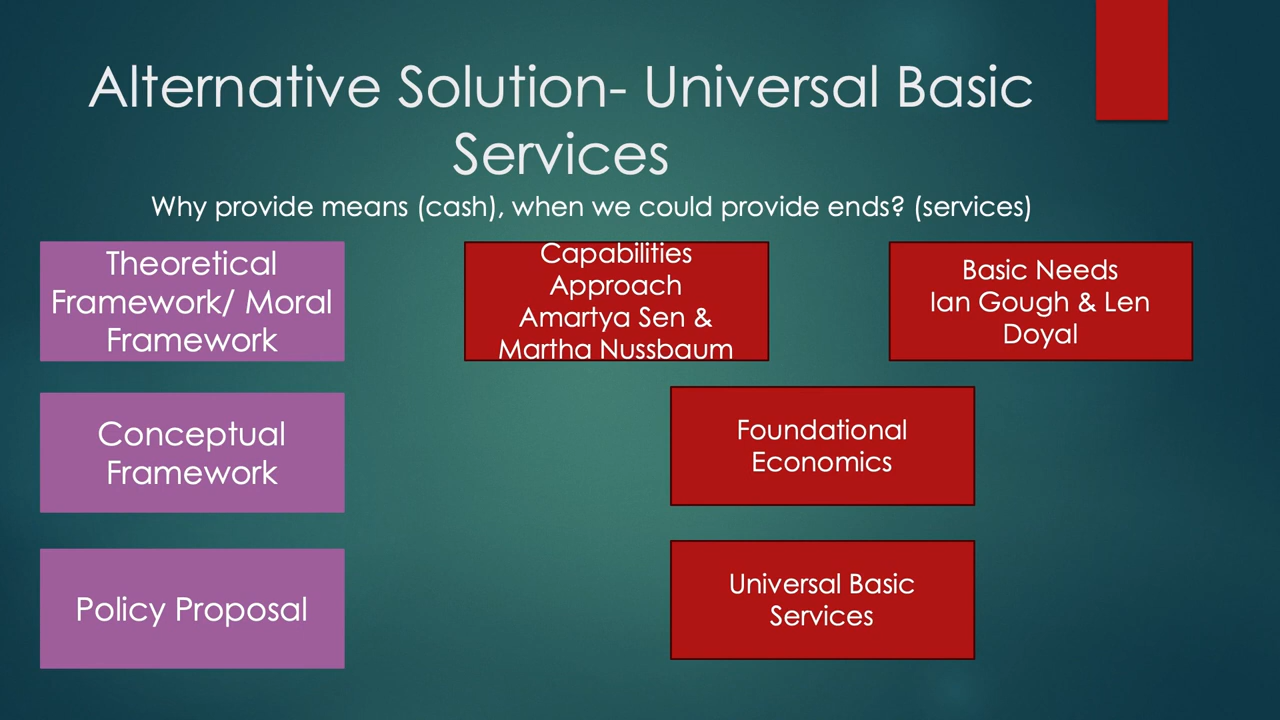 Alternative Solution- Universal Basic
Services
Why provide means (cash), when we could provide ends? (services)
Theoretical
Framework/ Moral
Framework
Capabilities
Approach
Amartya Sen &
Martha Nussbaum
Basic Needs
Ian Gough & Len
Doyal
Conceptual
Framework
Foundational
Economics
Policy Proposal
Universal Basic
Services